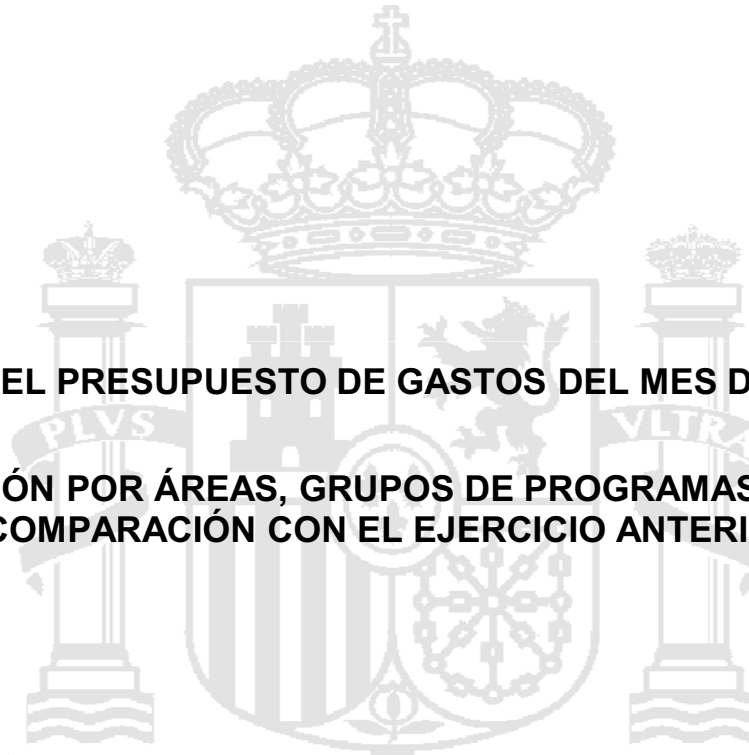 EL PRESUPUESTO DE GASTOS DEL MES D
PLVS
VLTRA
ÓN POR ÁREAS, GRUPOS DE PROGRAMAS
COMPARACIÓN CON EL EJERCICIO ANTERI